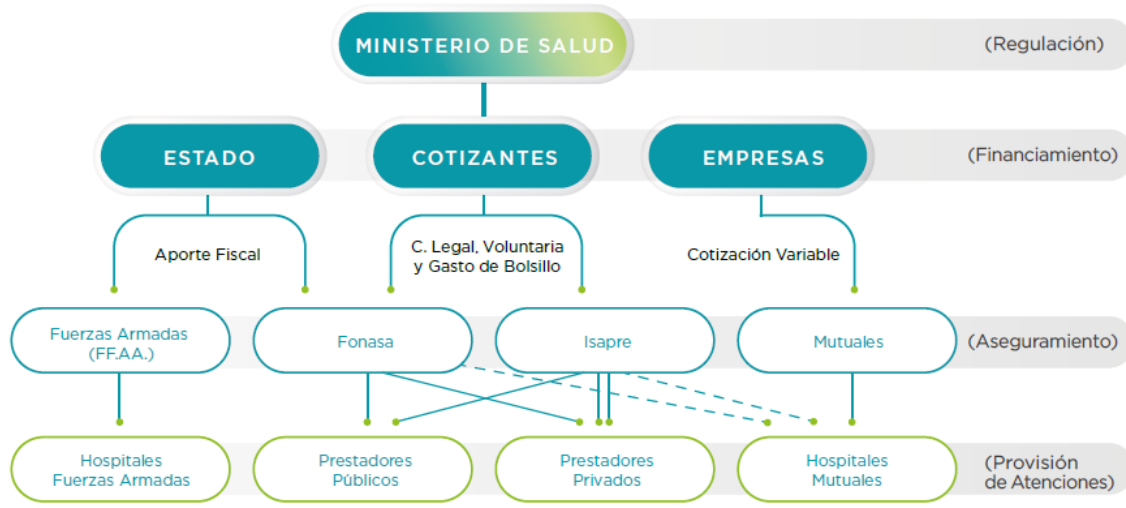 MINISTERIO DE SALUD
(Regulación)
ESTADO
COTIZANTES
EMPRESAS
(Financiamiento)
Aporte Fiscal
C. Legal, Voluntaria
y Gasto de Bolsillo
Cotización Variable
Fuerzas Armadas
(FF.AA.)
Fonasa
Isapre
Mutuales
(Aseguramiento)
Hospitales
Fuerzas Armadas
Prestadores
Públicos
Prestadores
Privados
Hospitales
Mutuales
(Provisión
de Atenciones)